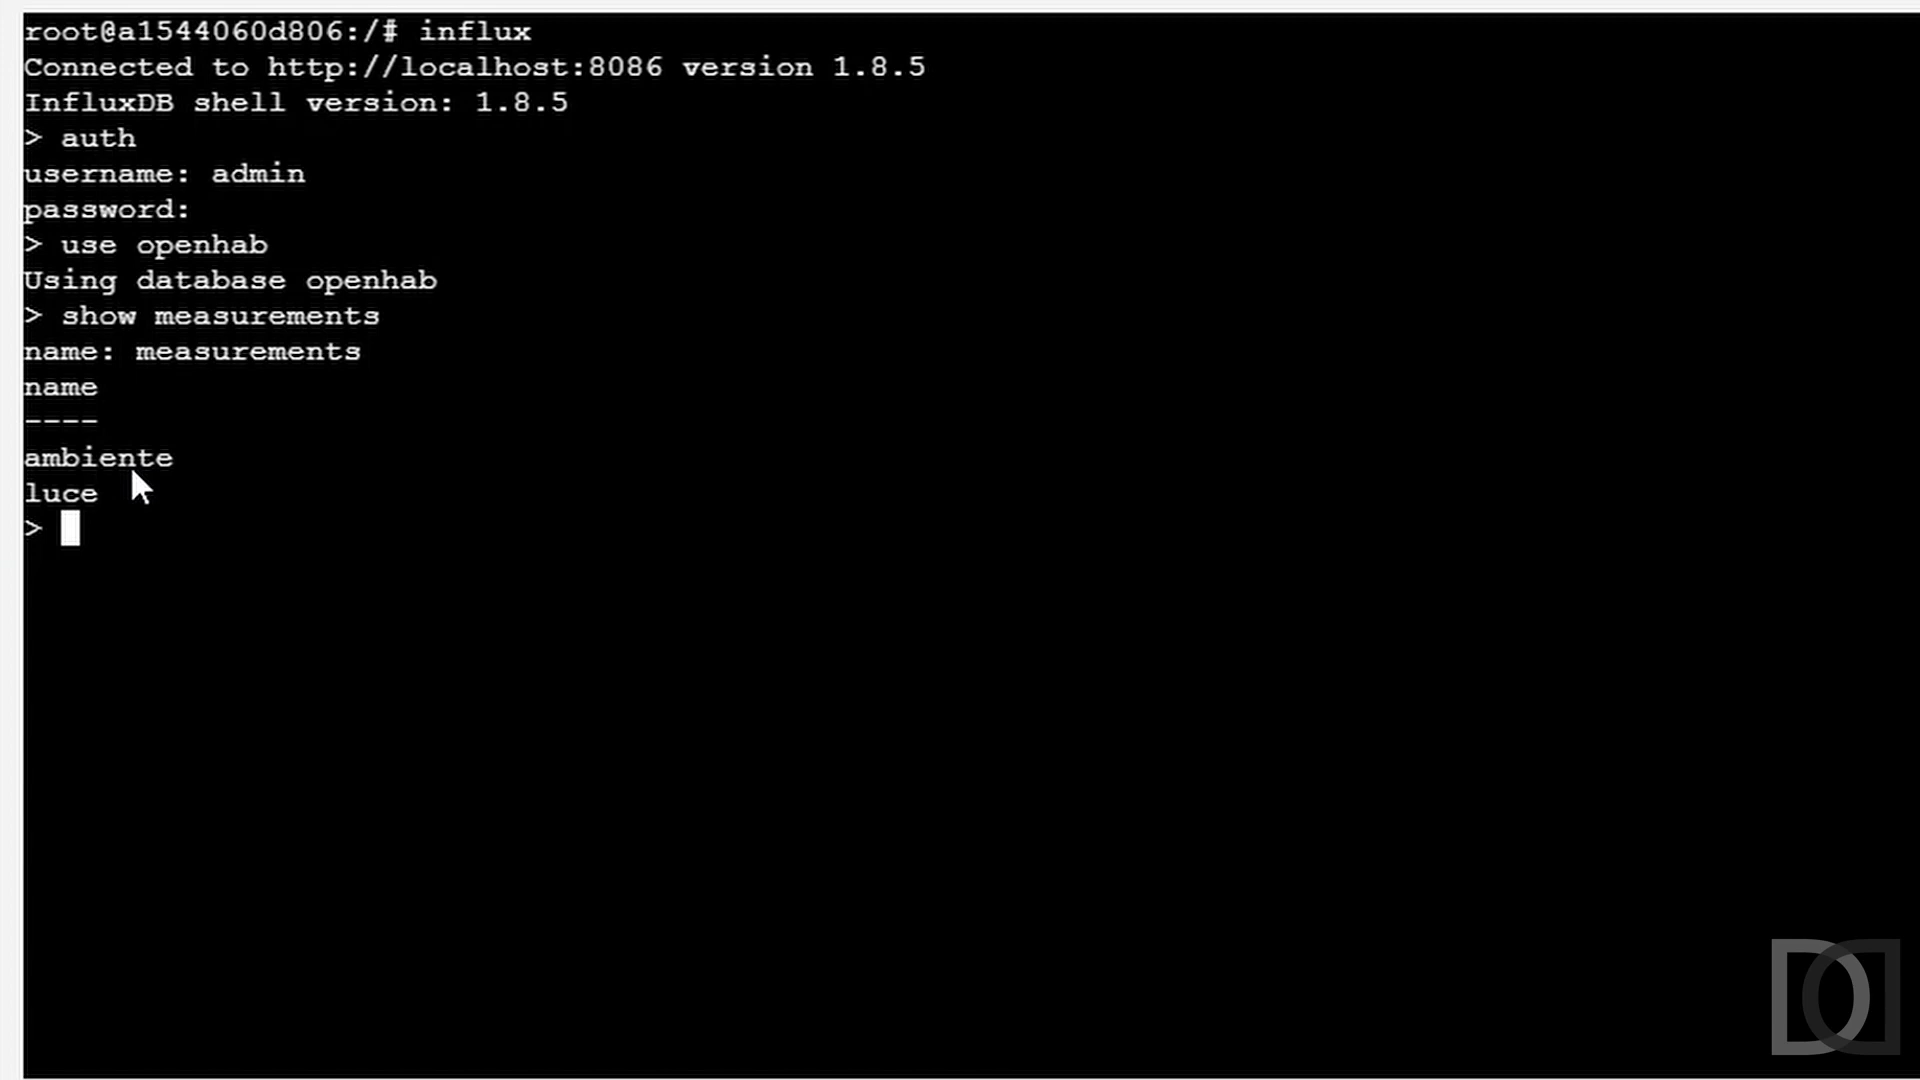 root@a1544060d806:/# influx
Connected to http://localhost:8086 version 1.8.5
InfluxDB shell version: 1.8.5
> auth
username: admin
password:
> use openhab
Using database openhab
> show measurements
name: measurements
name
----
ambiente
luce
>